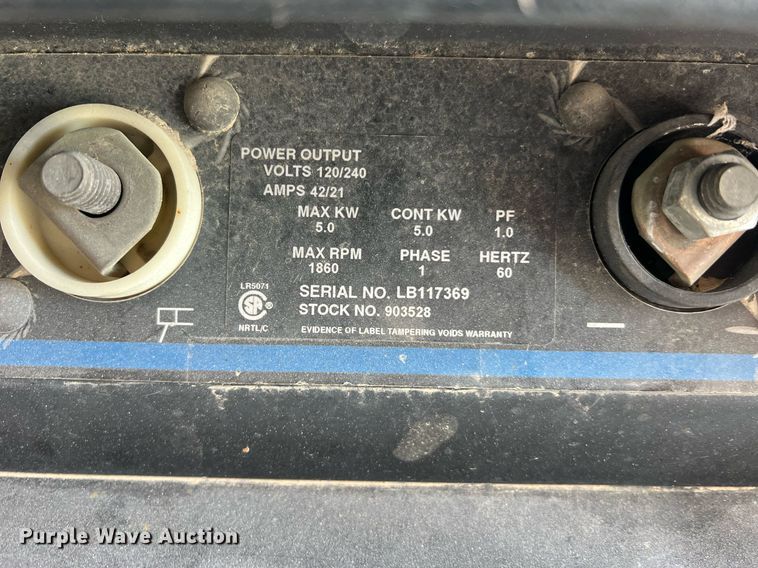 POWER OUTPUT
VOLTS 120/240
AMPS 42/21
MAX KW CONT KW PF
5.0 5.0 1.0
MAX RPM PHASE HERTZ
1860 1 60
LR5071
SERIAL NO. LB117369
STOCK NO. 903528
NRTL/C EVIDENCE OF LABEL TAMPERING VOIDS WARRANTY
Purple Wave Auction